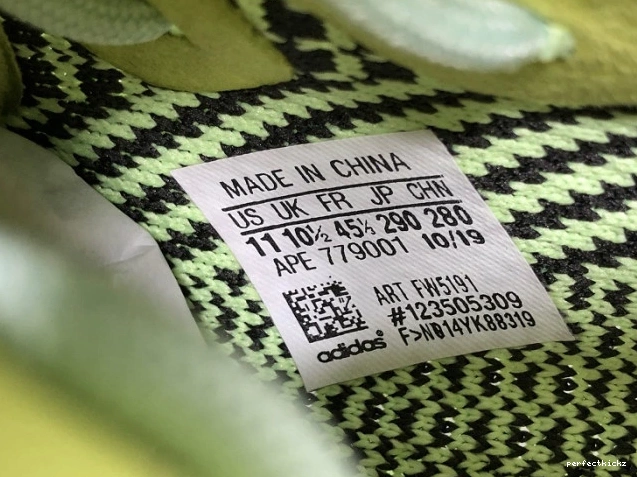 MADE IN CHINA
US UK FR JP CHN
11 10½ 45⅓ 290 280
APE 779001 10/19
ART FW5191
#123505309
F>ND14YK88319
adidas®
perfectkickz